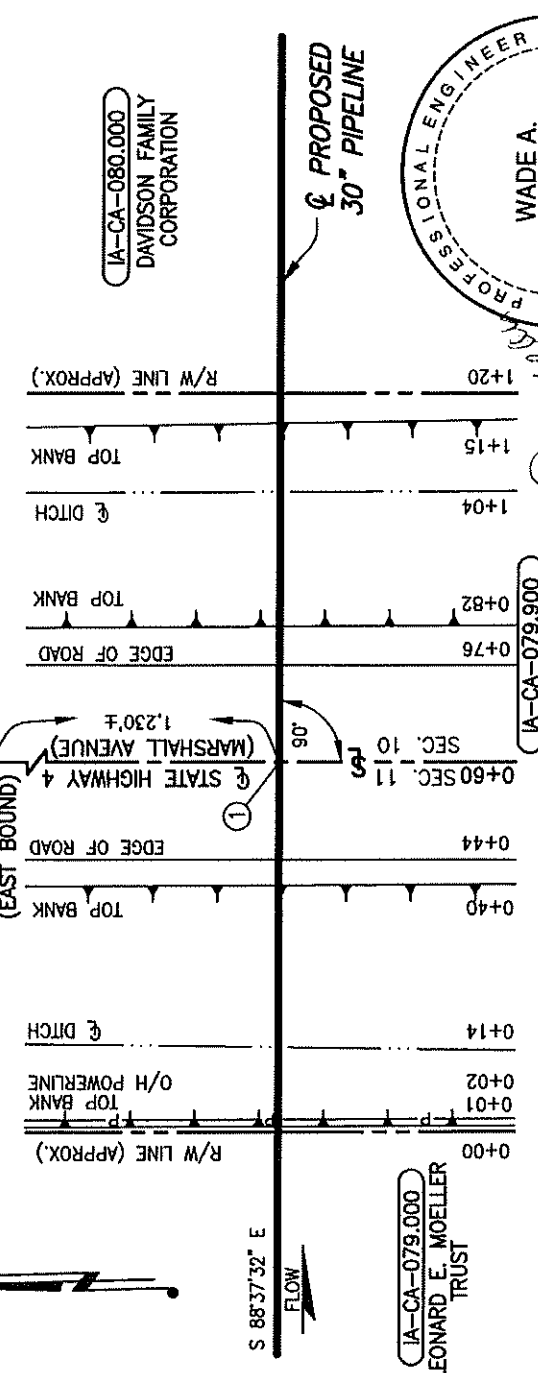 IA-CA-080.000
DAVIDSON FAMILY
CORPORATION
℄ PROPOSED
30" PIPELINE
PROFESSIONAL ENGINEER
WADE A.
R/W LINE (APPROX.)
1+20
TOP BANK
1+15
℄ DITCH
1+04
TOP BANK
0+82
EDGE OF ROAD
0+76
IA-CA-079.900
(EAST BOUND)
1,230'±
℄ STATE HIGHWAY 4
(MARSHALL AVENUE)
1
90°
SEC. 10
SEC. 11
0+60
EDGE OF ROAD
0+44
TOP BANK
0+40
℄ DITCH
0+14
O/H POWERLINE
0+02
TOP BANK
0+01
P
P
P
R/W LINE (APPROX.)
0+00
S 88°37'32" E
FLOW
IA-CA-079.000
LEONARD E. MOELLER
TRUST